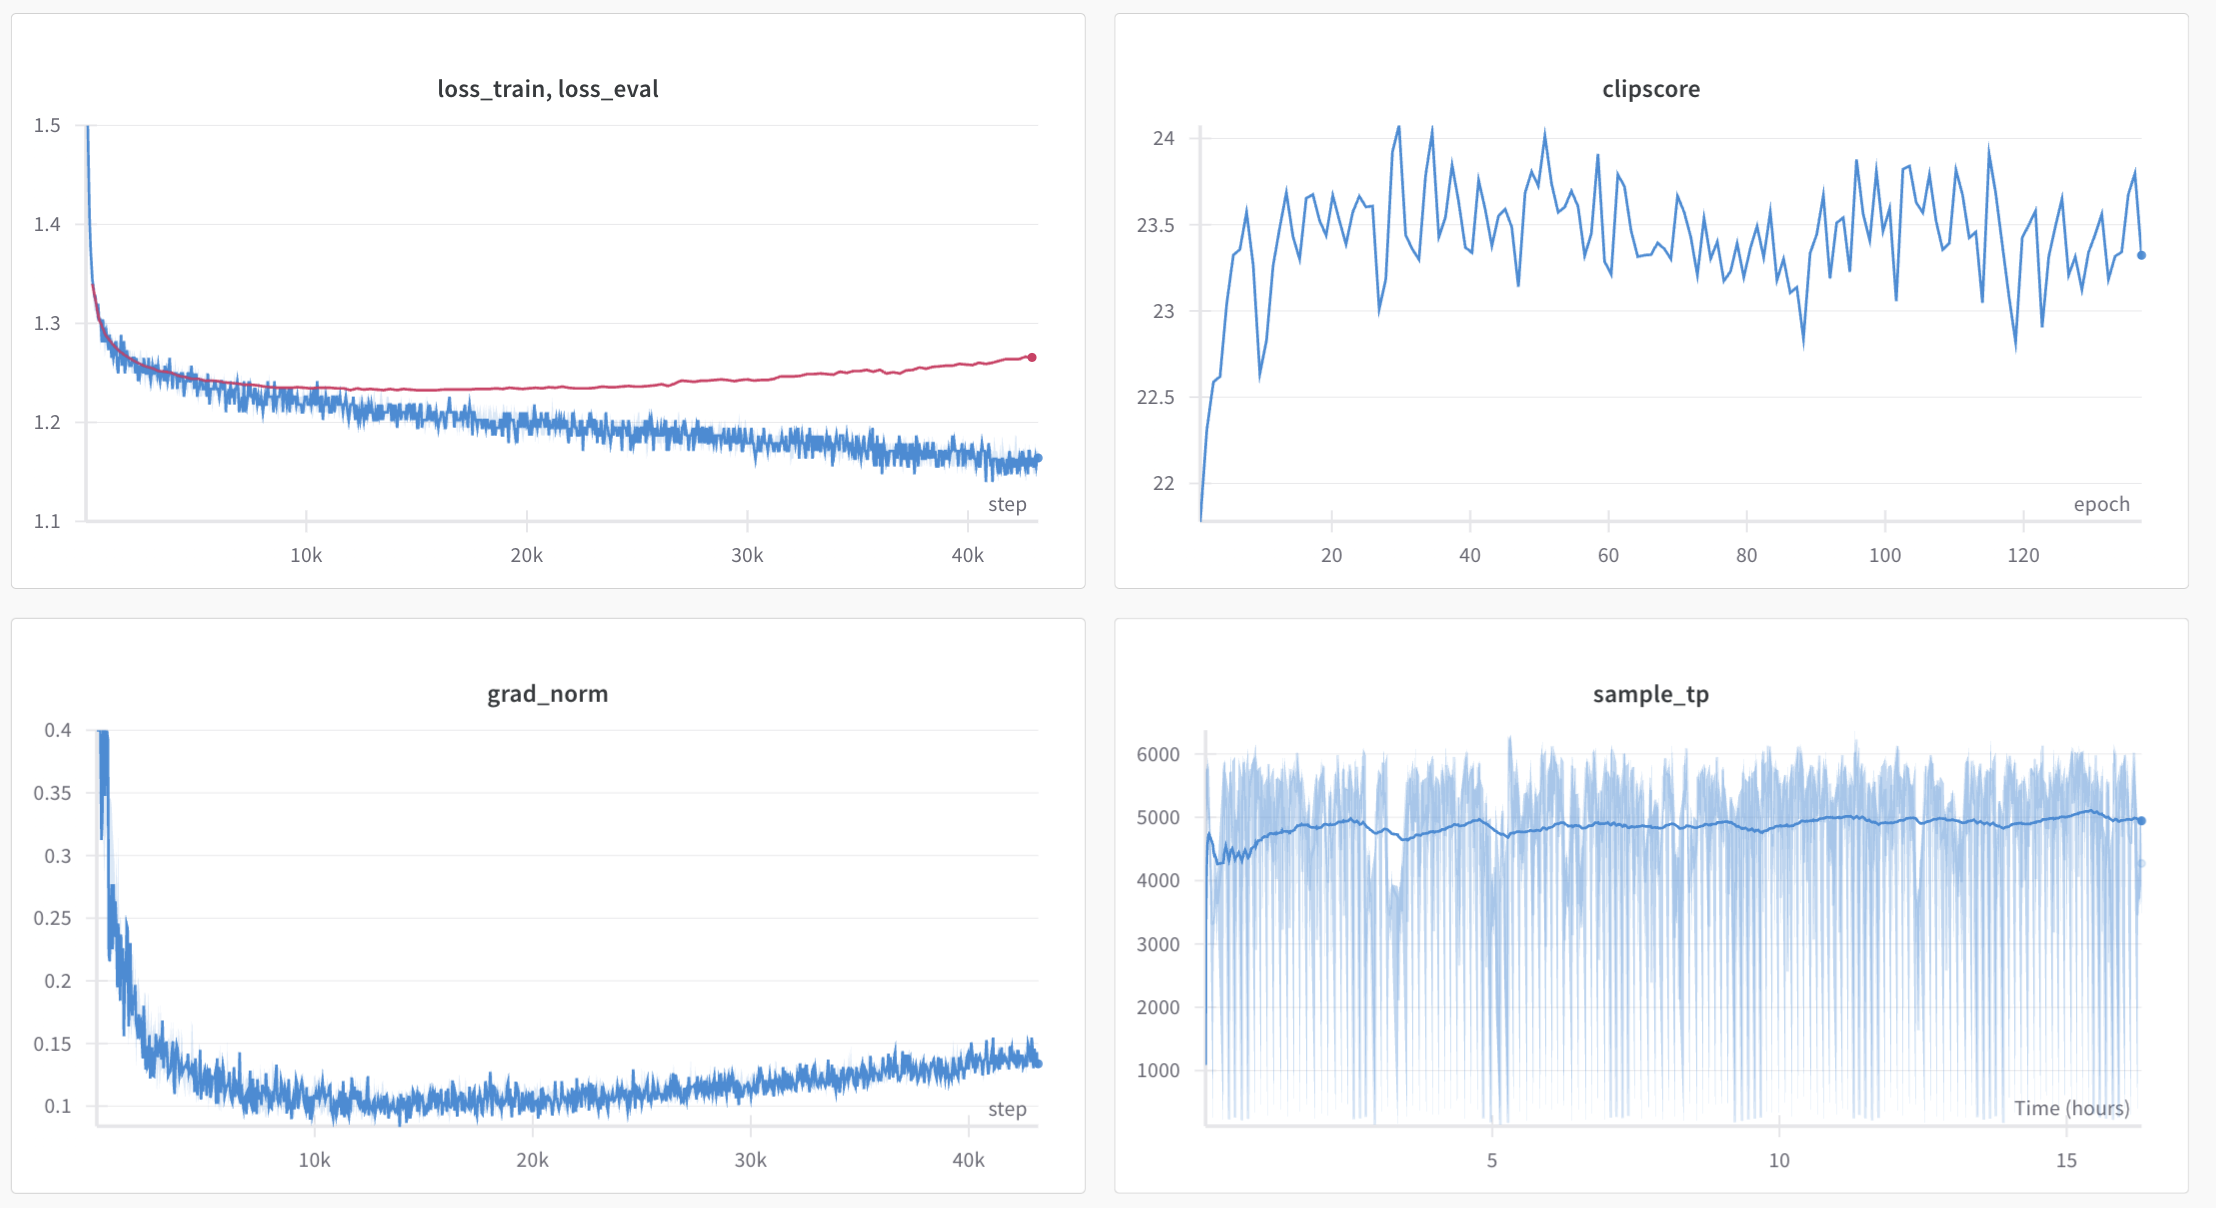 loss_train, loss_eval
1.5
1.4
1.3
1.2
1.1
step
10k
20k
30k
40k
clipscore
24
23.5
23
22.5
22
epoch
20
40
60
80
100
120
grad_norm
0.4
0.35
0.3
0.25
0.2
0.15
0.1
step
10k
20k
30k
40k
sample_tp
6000
5000
4000
3000
2000
1000
Time (hours)
5
10
15